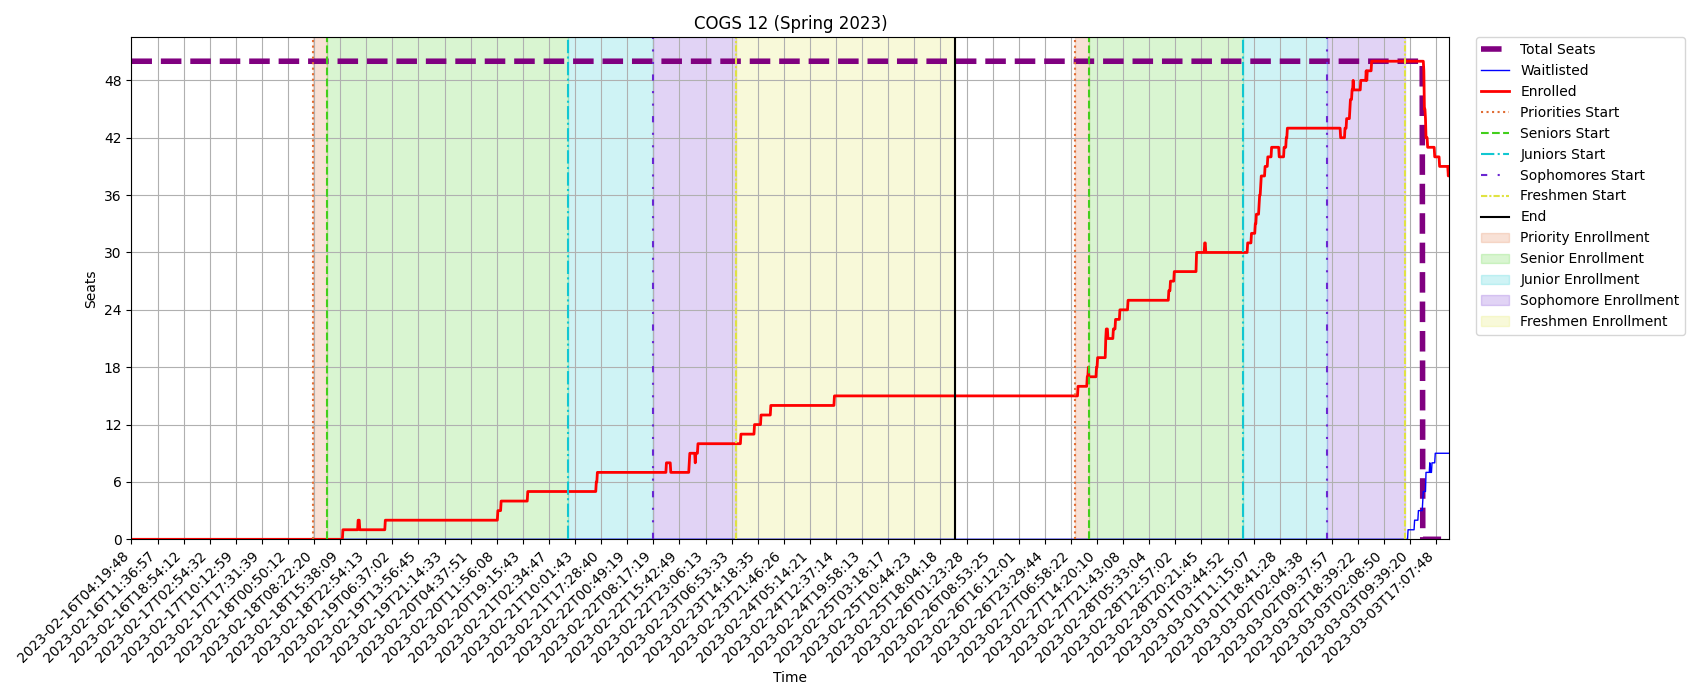 COGS 12 (Spring 2023)
Seats
48
42
36
30
24
18
12
6
0
2023-02-16T04:19:48
2023-02-16T11:36:57
2023-02-16T18:54:12
2023-02-17T02:54:32
2023-02-17T10:12:59
2023-02-17T17:31:39
2023-02-18T00:50:12
2023-02-18T08:22:20
2023-02-18T15:38:09
2023-02-18T22:54:13
2023-02-19T06:37:02
2023-02-19T13:56:45
2023-02-19T21:14:33
2023-02-20T04:37:51
2023-02-20T11:56:08
2023-02-20T19:15:43
2023-02-21T02:34:47
2023-02-21T10:01:43
2023-02-21T17:28:40
2023-02-22T00:49:19
2023-02-22T08:17:19
2023-02-22T15:42:49
2023-02-22T23:06:13
2023-02-23T06:53:33
2023-02-23T14:18:35
2023-02-23T21:46:26
2023-02-24T05:14:21
2023-02-24T12:37:14
2023-02-24T19:58:13
2023-02-25T03:18:17
2023-02-25T10:44:23
2023-02-25T18:04:18
2023-02-26T01:23:28
2023-02-26T08:53:25
2023-02-26T16:12:01
2023-02-26T23:29:44
2023-02-27T06:58:22
2023-02-27T14:20:10
2023-02-27T21:43:08
2023-02-28T05:33:04
2023-02-28T12:57:02
2023-02-28T20:21:45
2023-03-01T03:44:52
2023-03-01T11:15:07
2023-03-01T18:41:28
2023-03-02T02:04:38
2023-03-02T09:37:57
2023-03-02T18:39:22
2023-03-03T02:08:50
2023-03-03T09:39:20
2023-03-03T17:07:48
Time
Total Seats
Waitlisted
Enrolled
Priorities Start
Seniors Start
Juniors Start
Sophomores Start
Freshmen Start
End
Priority Enrollment
Senior Enrollment
Junior Enrollment
Sophomore Enrollment
Freshmen Enrollment